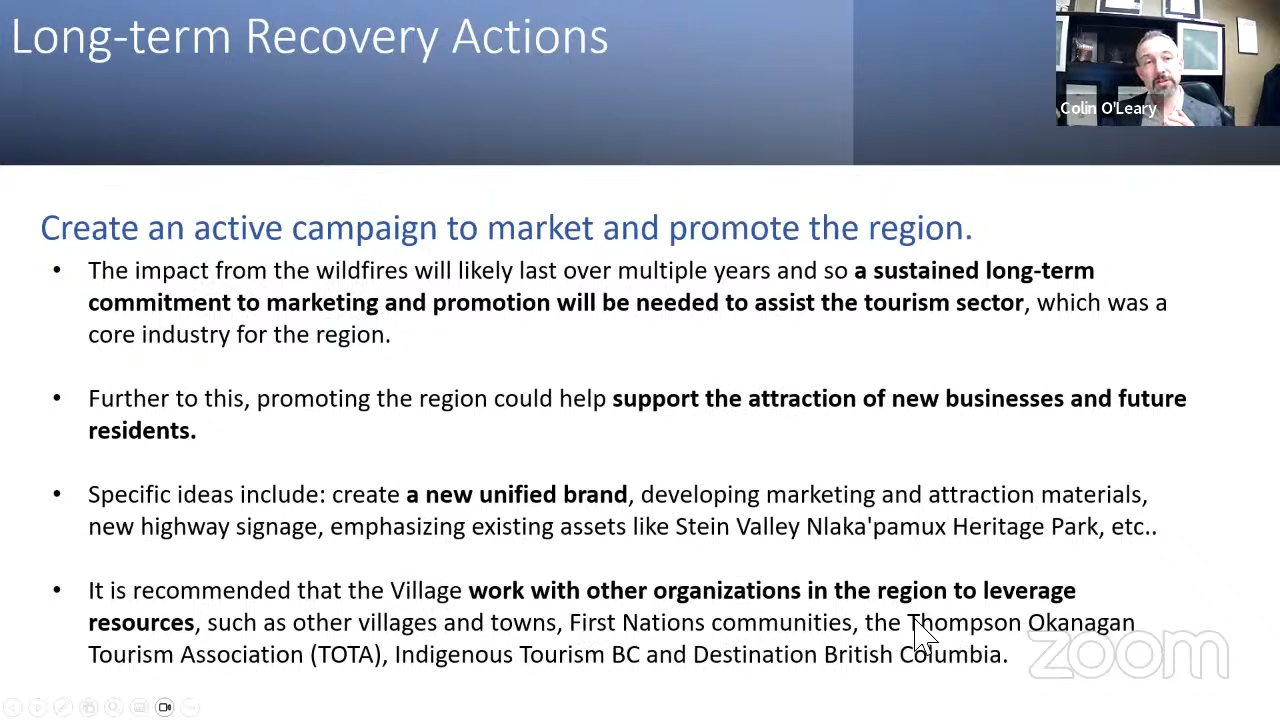 Long-term Recovery Actions
Colin O'Leary
Create an active campaign to market and promote the region.
• The impact from the wildfires will likely last over multiple years and so a sustained long-term
commitment to marketing and promotion will be needed to assist the tourism sector, which was a
core industry for the region.
• Further to this, promoting the region could help support the attraction of new businesses and future
residents.
• Specific ideas include: create a new unified brand, developing marketing and attraction materials,
new highway signage, emphasizing existing assets like Stein Valley Nlaka'pamux Heritage Park, etc..
• It is recommended that the Village work with other organizations in the region to leverage
resources, such as other villages and towns, First Nations communities, the Thompson Okanagan
Tourism Association (TOTA), Indigenous Tourism BC and Destination British Columbia.
zoom